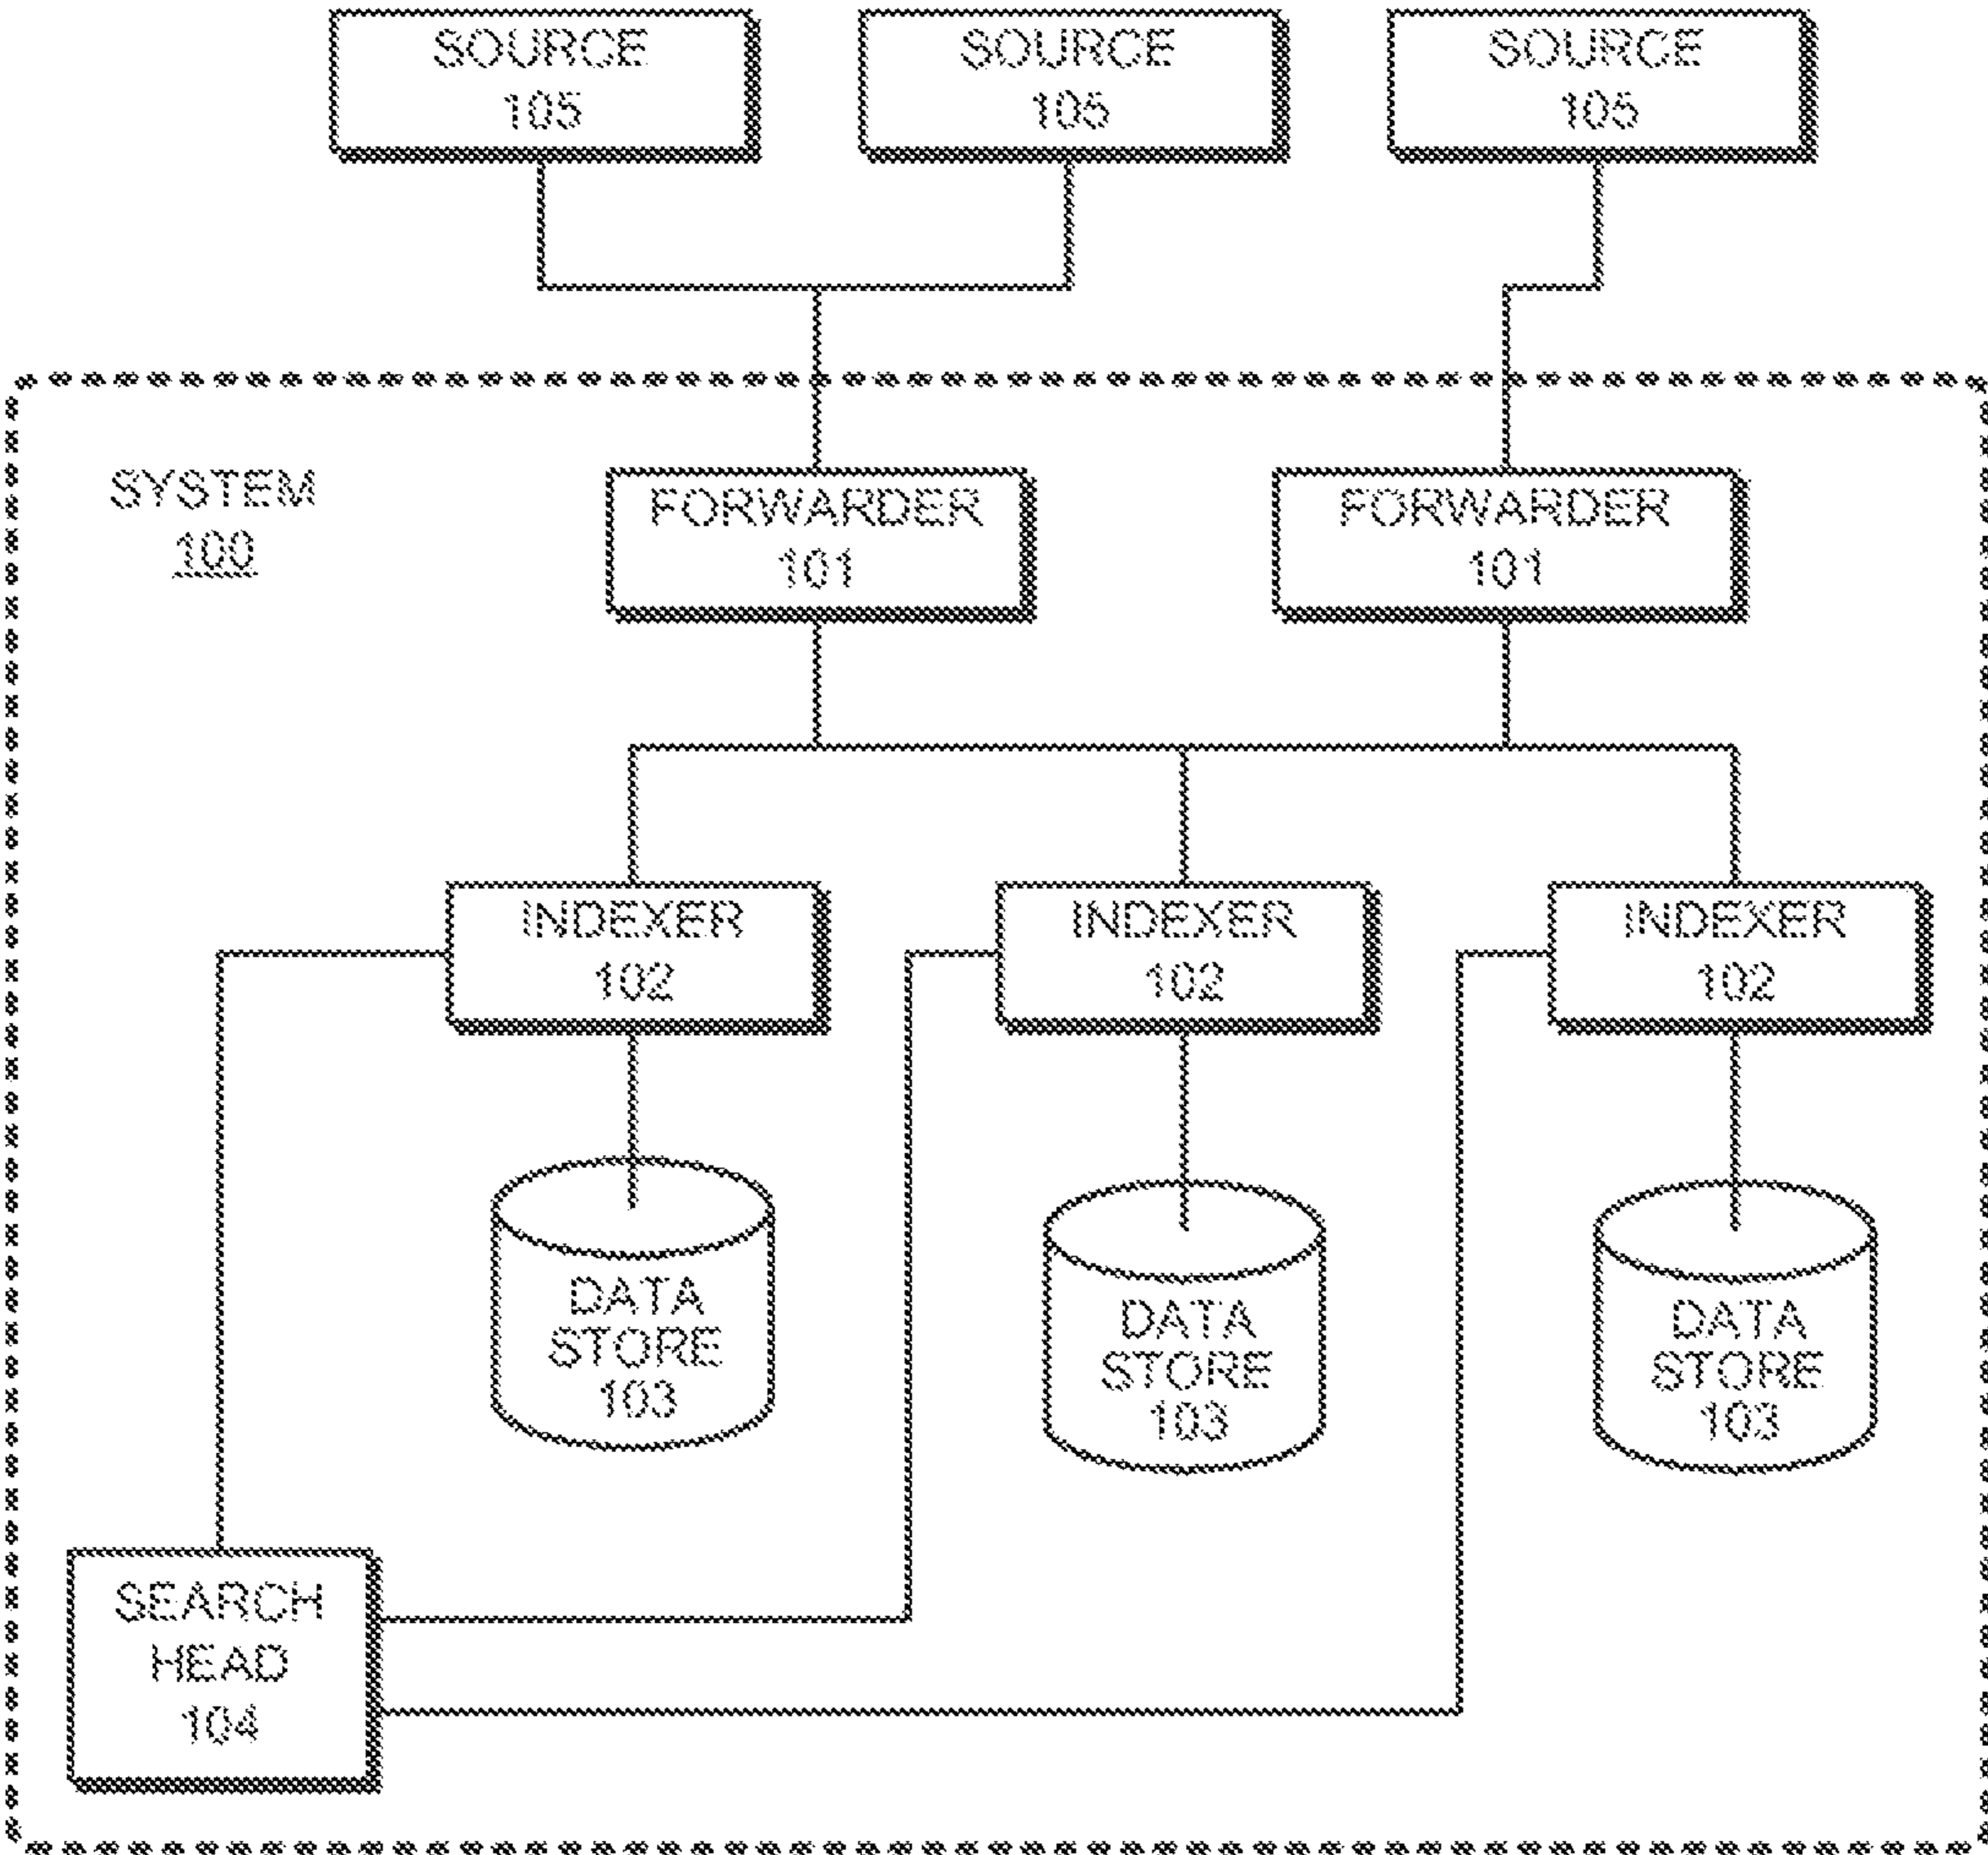 SOURCE
105
SOURCE
105
SOURCE
105
SYSTEM
100
FORWARDER
101
FORWARDER
101
INDEXER
102
INDEXER
102
INDEXER
102
DATA
STORE
103
DATA
STORE
103
DATA
STORE
103
SEARCH
HEAD
104